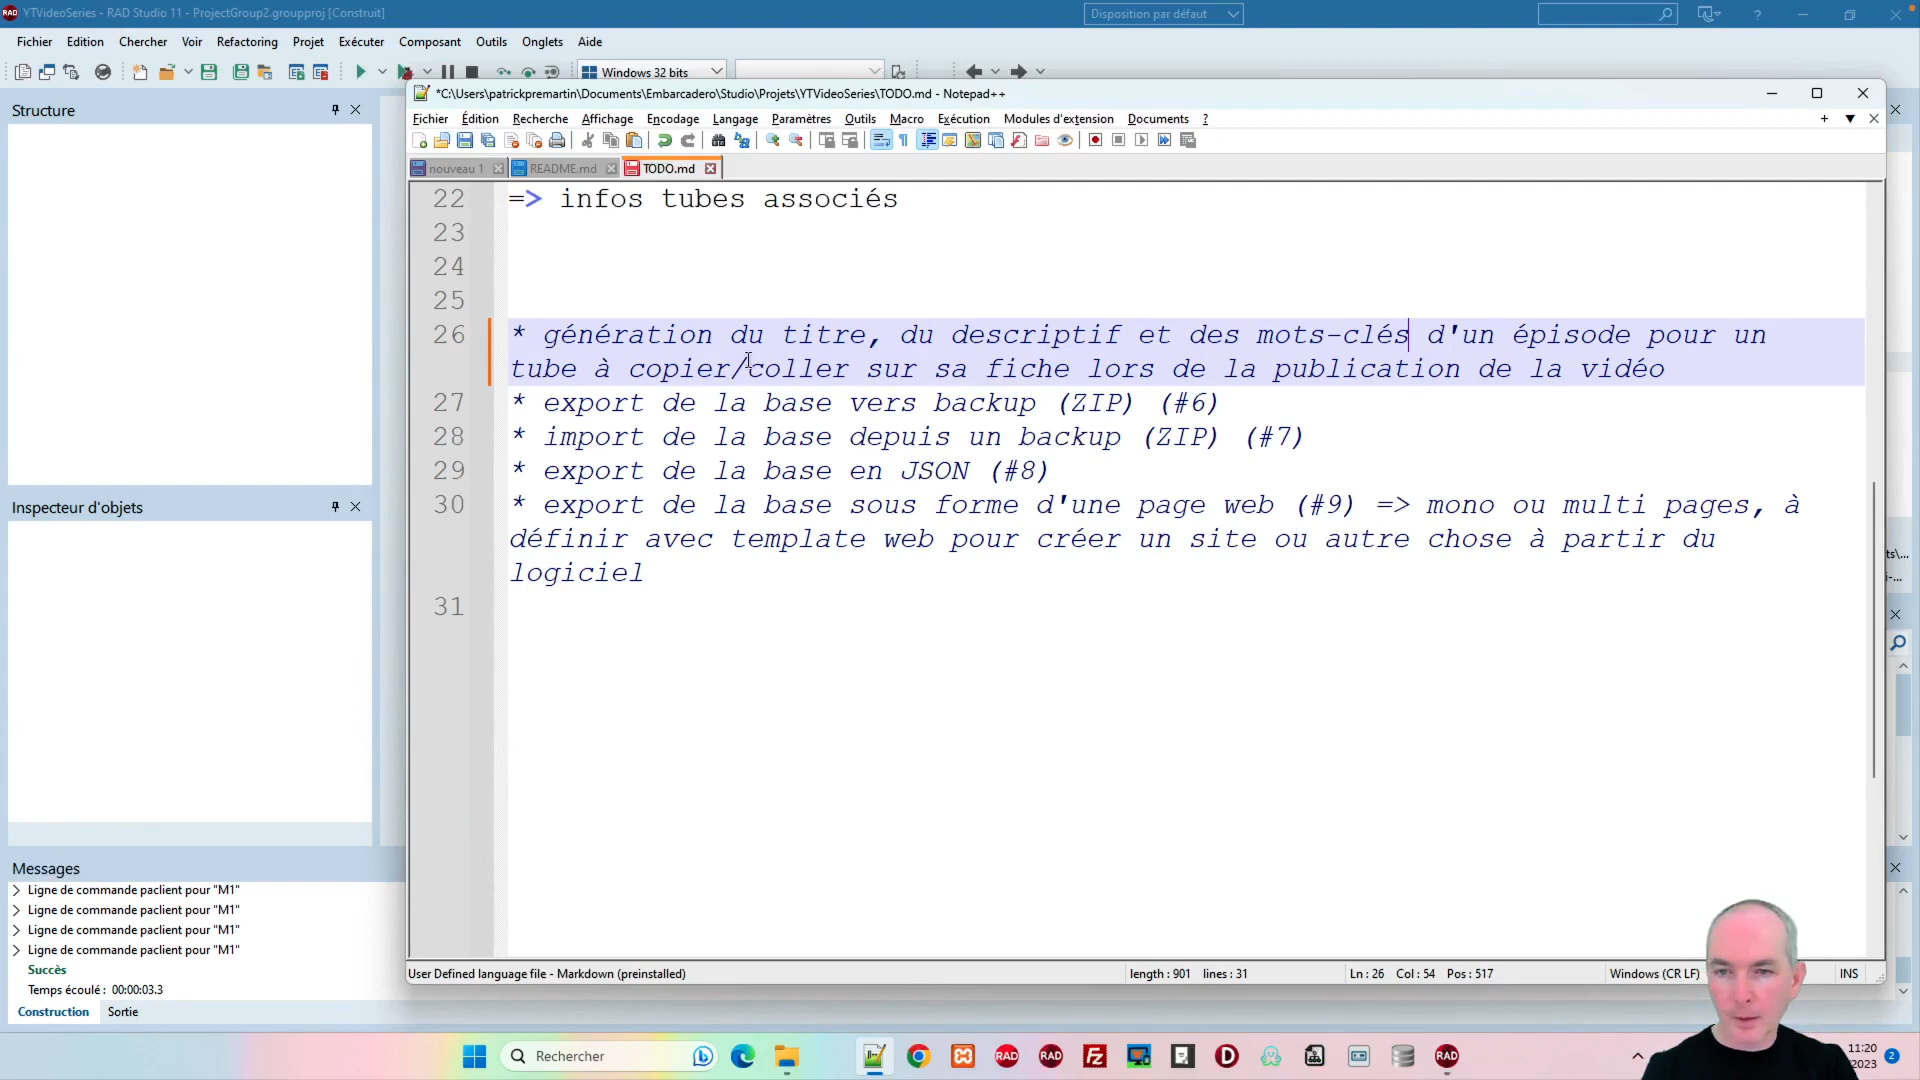 YTVideoSeries - RAD Studio 11 - ProjectGroup2.groupproj [Construit]
Disposition par défaut
Fichier Edition Chercher Voir Refactoring Projet Exécuter Composant Outils Onglets Aide
Windows 32 bits
Structure
*C:\Users\patrickpremartin\Documents\Embarcadero\Studio\Projets\YTVideoSeries\TODO.md - Notepad++
Fichier Édition Recherche Affichage Encodage Langage Paramètres Outils Macro Exécution Modules d'extension Documents ?
nouveau 1 README.md TODO.md
22 => infos tubes associés
23
24
25
26 * génération du titre, du descriptif et des mots-clés d'un épisode pour un
tube à copier/coller sur sa fiche lors de la publication de la vidéo
27 * export de la base vers backup (ZIP) (#6)
28 * import de la base depuis un backup (ZIP) (#7)
29 * export de la base en JSON (#8)
30 * export de la base sous forme d'une page web (#9) => mono ou multi pages, à
définir avec template web pour créer un site ou autre chose à partir du
logiciel
31
Inspecteur d'objets
Messages
Ligne de commande paclient pour "M1"
Ligne de commande paclient pour "M1"
Ligne de commande paclient pour "M1"
Ligne de commande paclient pour "M1"
Succès
Temps écoulé : 00:00:03.3
Construction Sortie
User Defined language file - Markdown (preinstalled) length : 901 lines : 31 Ln : 26 Col : 54 Pos : 517 Windows (CR LF) INS
Rechercher
11:20
2023
2